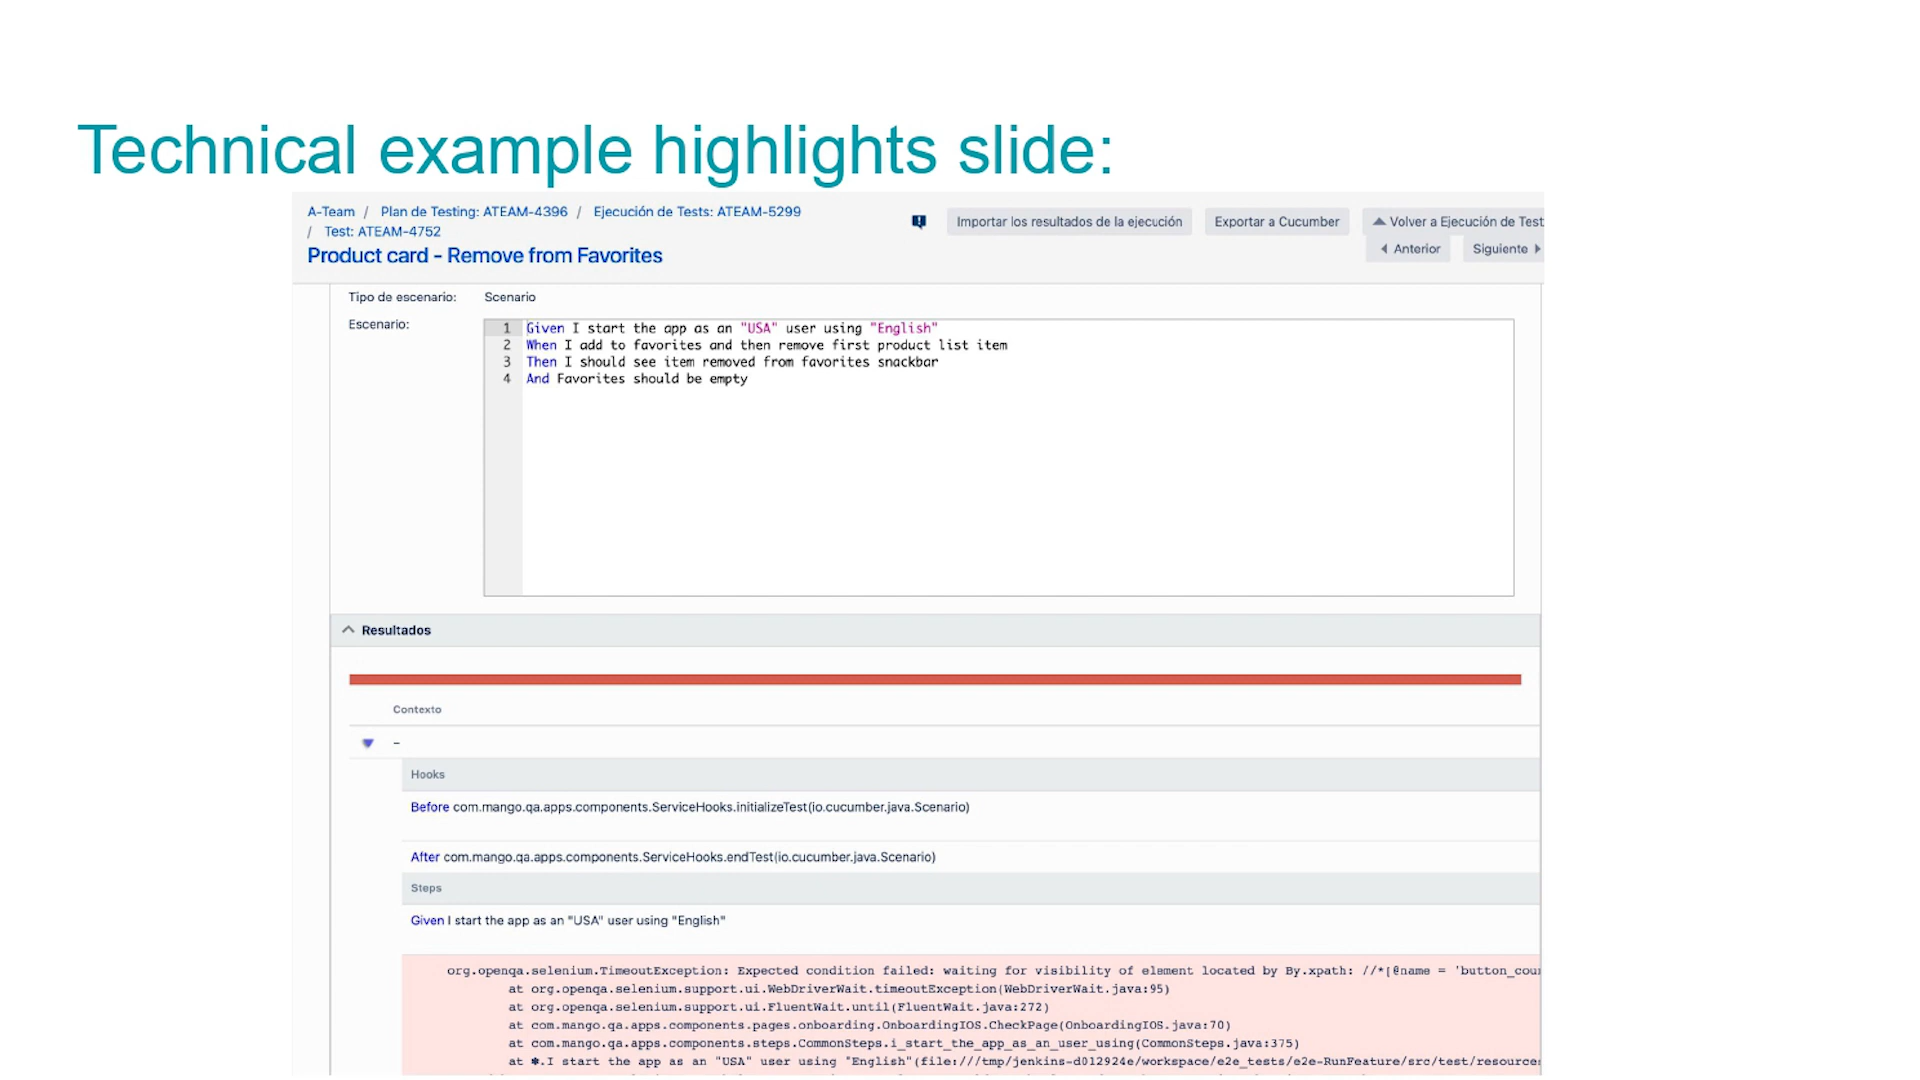 Technical example highlights slide:
A-Team / Plan de Testing: ATEAM-4396 / Ejecución de Tests: ATEAM-5299
/ Test: ATEAM-4752
Product card - Remove from Favorites
Importar los resultados de la ejecución
Exportar a Cucumber
Volver a Ejecución de Test
Anterior
Siguiente
Tipo de escenario: Scenario
Escenario:
1 Given I start the app as an "USA" user using "English"
2 When I add to favorites and then remove first product list item
3 Then I should see item removed from favorites snackbar
4 And Favorites should be empty
Resultados
Contexto
–
Hooks
Before com.mango.qa.apps.components.ServiceHooks.initializeTest(io.cucumber.java.Scenario)
After com.mango.qa.apps.components.ServiceHooks.endTest(io.cucumber.java.Scenario)
Steps
Given I start the app as an "USA" user using "English"
org.openqa.selenium.TimeoutException: Expected condition failed: waiting for visibility of element located by By.xpath: //*[@name = 'button_cou
at org.openqa.selenium.support.ui.WebDriverWait.timeoutException(WebDriverWait.java:95)
at org.openqa.selenium.support.ui.FluentWait.until(FluentWait.java:272)
at com.mango.qa.apps.components.pages.onboarding.OnboardingIOS.CheckPage(OnboardingIOS.java:70)
at com.mango.qa.apps.components.steps.CommonSteps.i_start_the_app_as_an_user_using(CommonSteps.java:375)
at ✽.I start the app as an "USA" user using "English"(file:///tmp/jenkins-d012924e/workspace/e2e_tests/e2e-RunFeature/src/test/resources